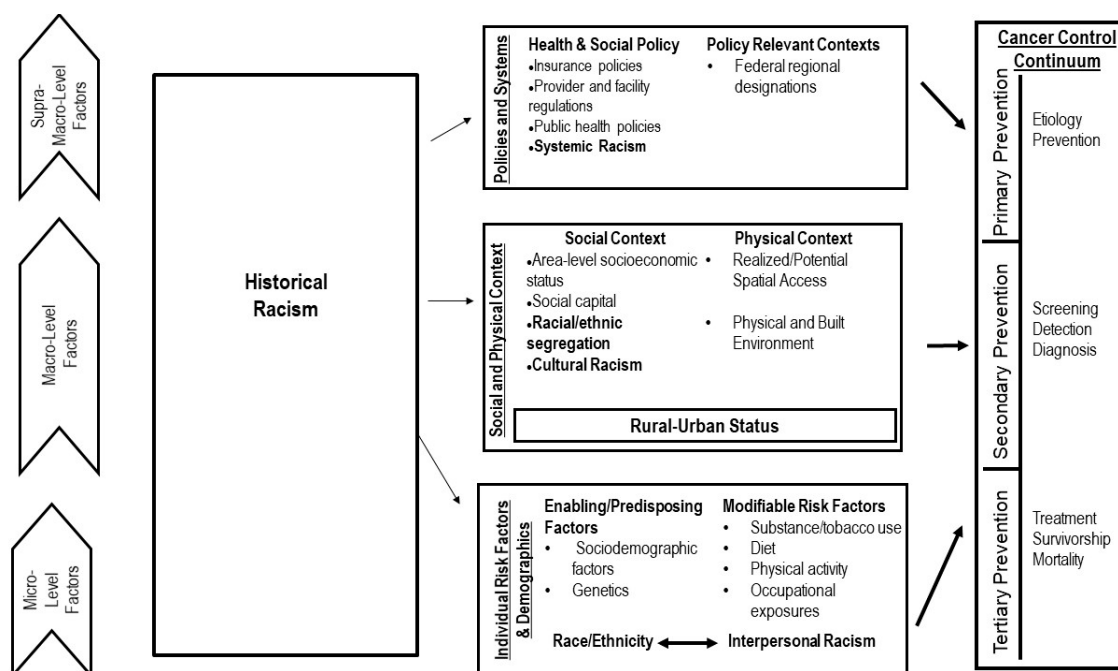 Supra-
Macro-Level
Factors
Macro-Level
Factors
Micro-
Level
Factors
Historical
Racism
Policies and Systems
Health & Social Policy
•Insurance policies
•Provider and facility
regulations
•Public health policies
•Systemic Racism
Policy Relevant Contexts
• Federal regional
designations
Social and Physical Context
Social Context
•Area-level socioeconomic
status
•Social capital
•Racial/ethnic
segregation
•Cultural Racism
Physical Context
• Realized/Potential
Spatial Access
• Physical and Built
Environment
Rural-Urban Status
Individual Risk Factors
& Demographics
Enabling/Predisposing
Factors
• Sociodemographic
factors
• Genetics
Modifiable Risk Factors
• Substance/tobacco use
• Diet
• Physical activity
• Occupational
exposures
Race/Ethnicity
Interpersonal Racism
Cancer Control
Continuum
Primary Prevention
Etiology
Prevention
Secondary Prevention
Screening
Detection
Diagnosis
Tertiary Prevention
Treatment
Survivorship
Mortality